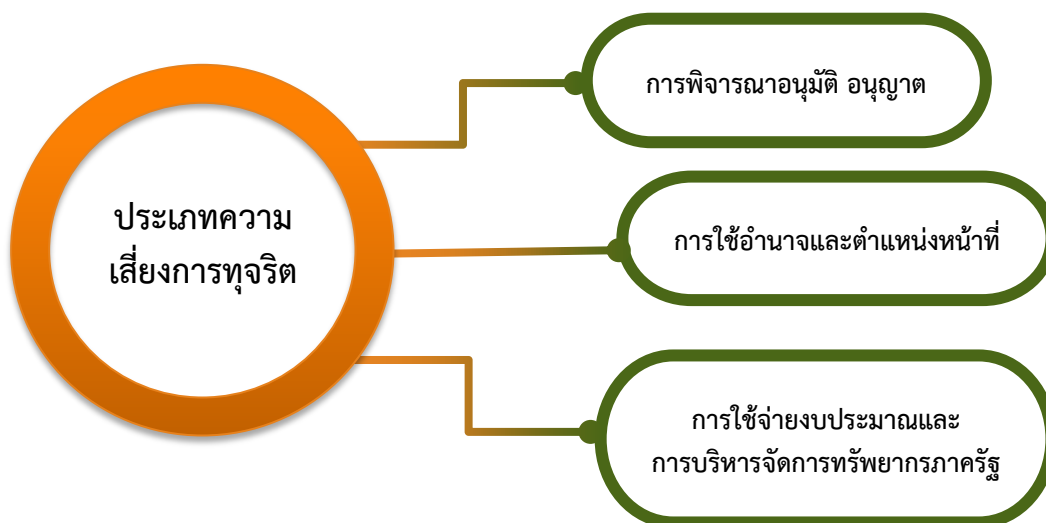 ประเภทความ
เสี่ยงการทุจริต
การพิจารณาอนุมัติ อนุญาต
การใช้อำนาจและตำแหน่งหน้าที่
การใช้จ่ายงบประมาณและ
การบริหารจัดการทรัพยากรภาครัฐ